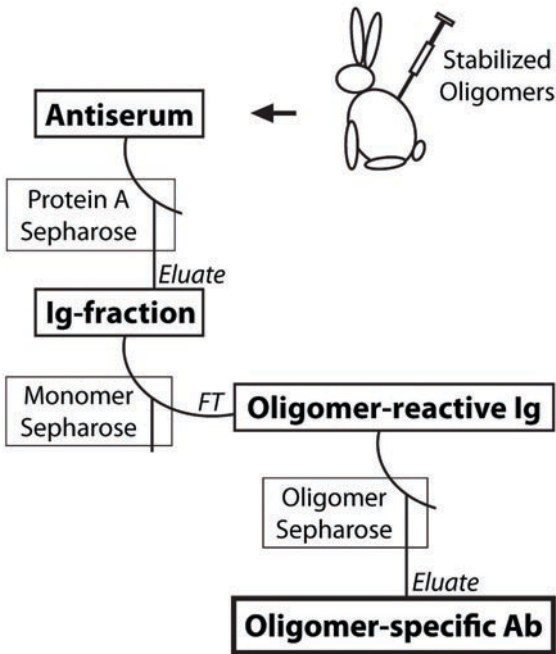 Stabilized
Oligomers
Antiserum
Protein A
Sepharose
Eluate
Ig-fraction
Monomer
Sepharose
FT
Oligomer-reactive Ig
Oligomer
Sepharose
Eluate
Oligomer-specific Ab